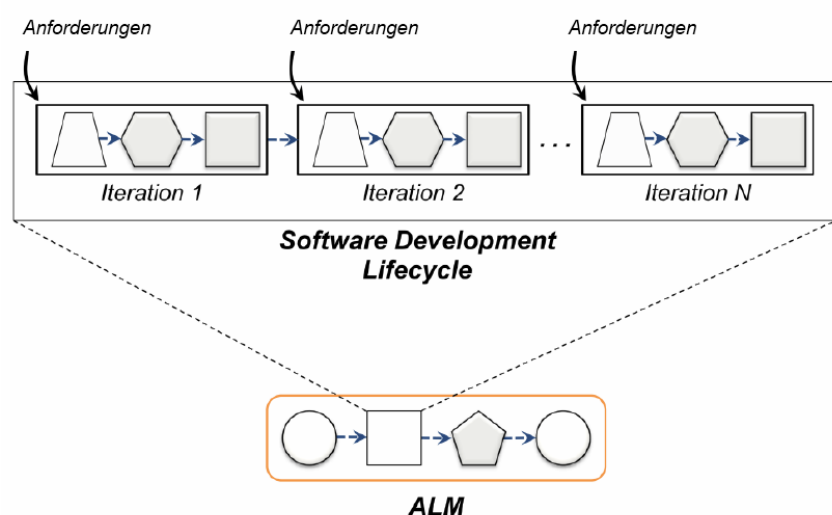 Anforderungen
Anforderungen
Anforderungen
...
Iteration 1
Iteration 2
Iteration N
Software Development
Lifecycle
ALM